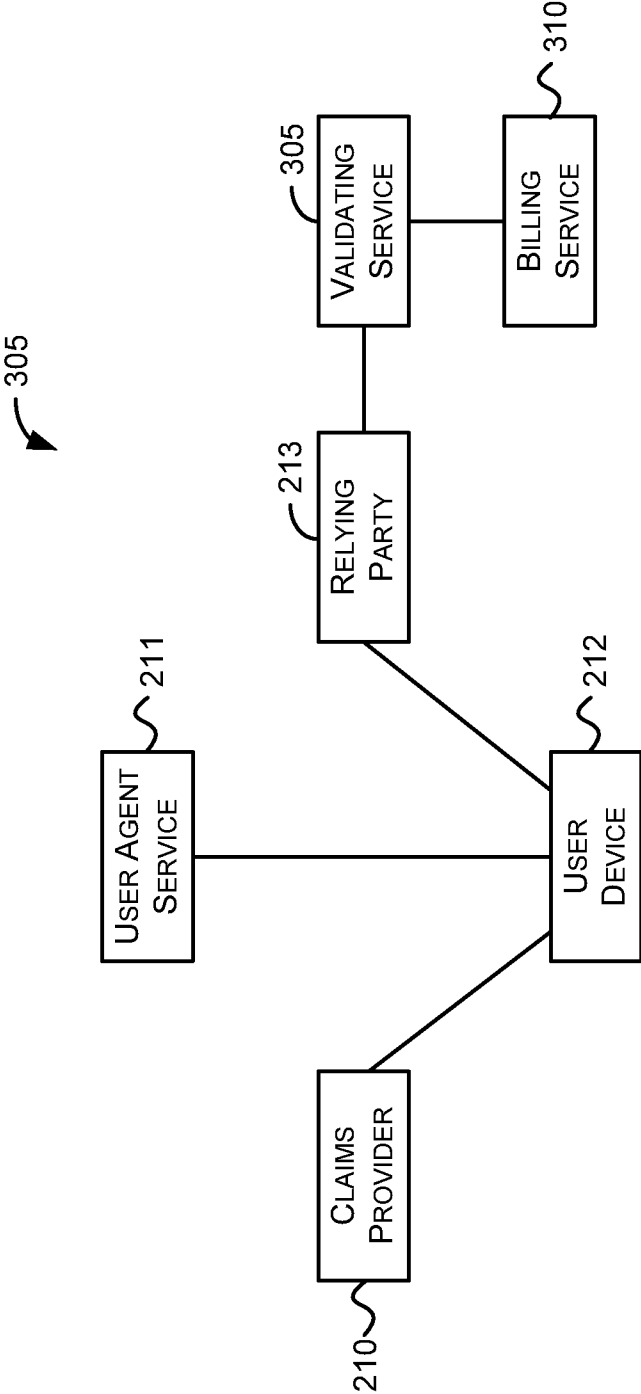 305
USER AGENT
SERVICE
211
CLAIMS
PROVIDER
210
RELYING
PARTY
213
VALIDATING
SERVICE
305
USER
DEVICE
212
BILLING
SERVICE
310